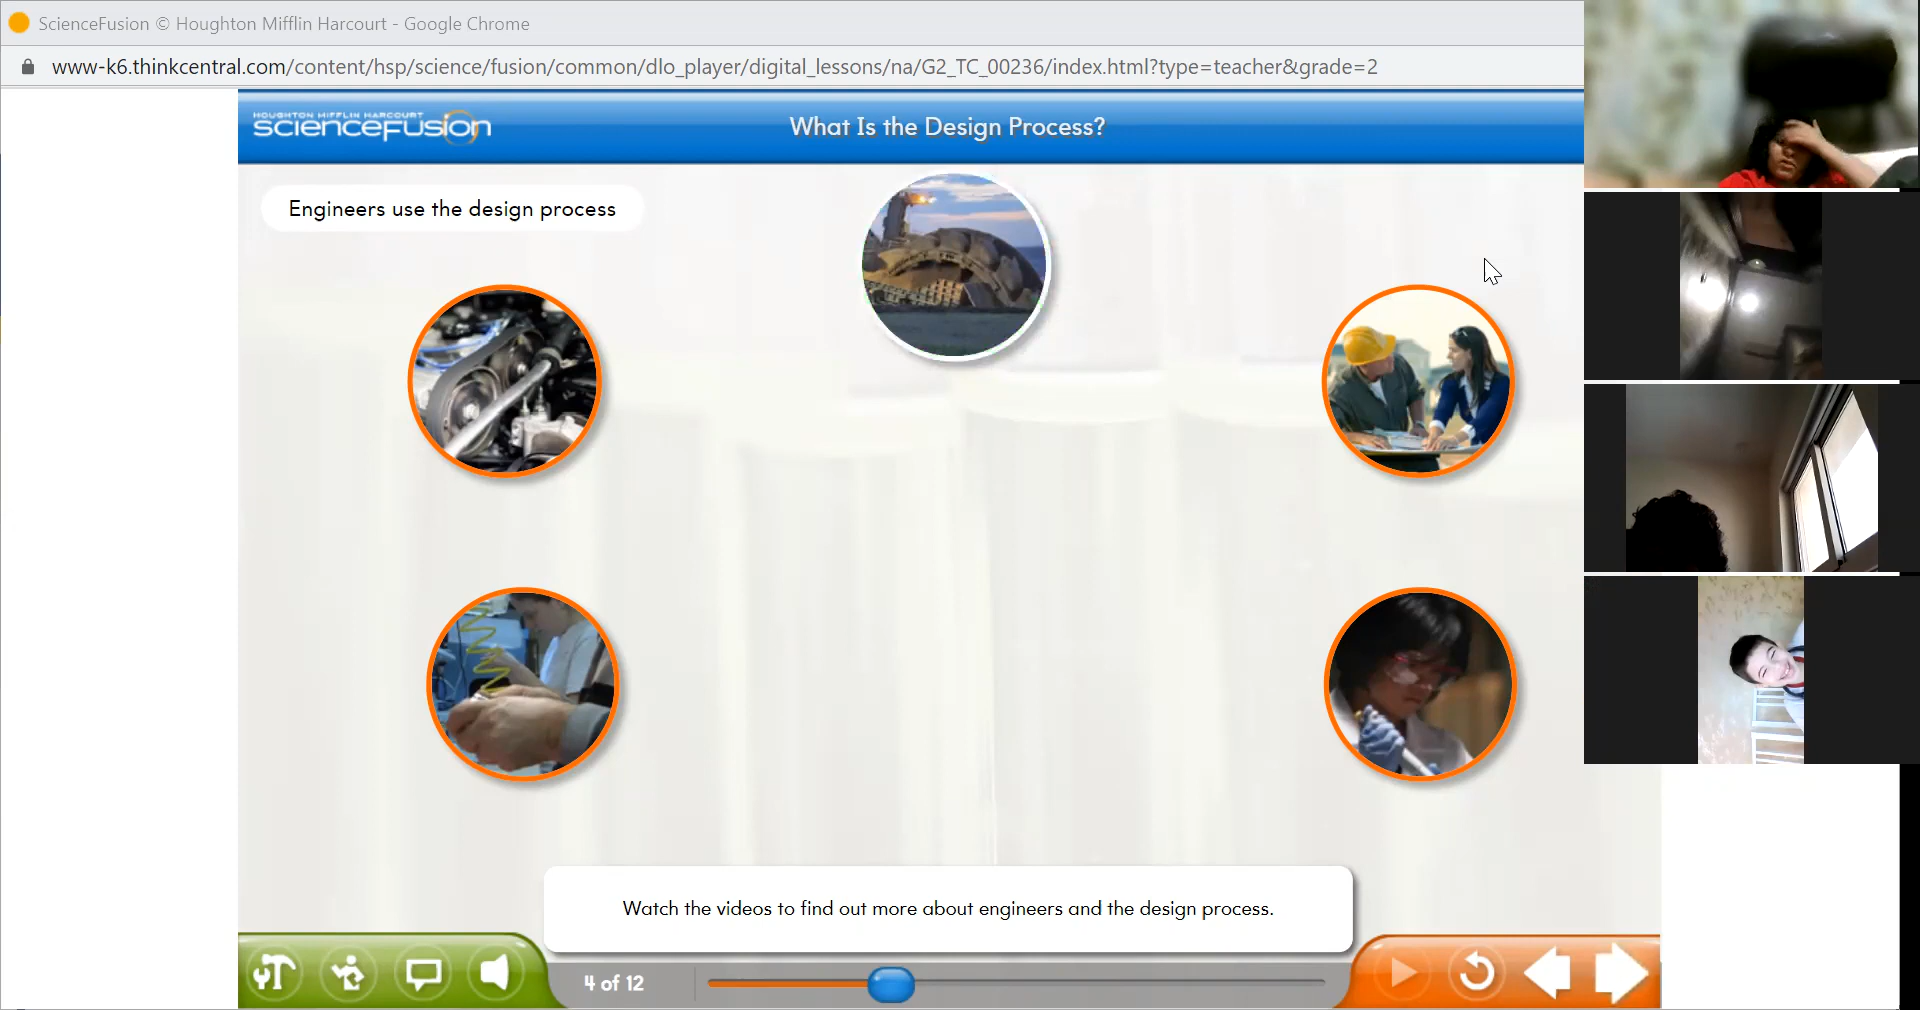 ScienceFusion © Houghton Mifflin Harcourt - Google Chrome
www-k6.thinkcentral.com/content/hsp/science/fusion/common/dlo_player/digital_lessons/na/G2_TC_00236/index.html?type=teacher&grade=2
HOUGHTON MIFFLIN HARCOURT
scienceFusion
What Is the Design Process?
Engineers use the design process
Watch the videos to find out more about engineers and the design process.
4 of 12